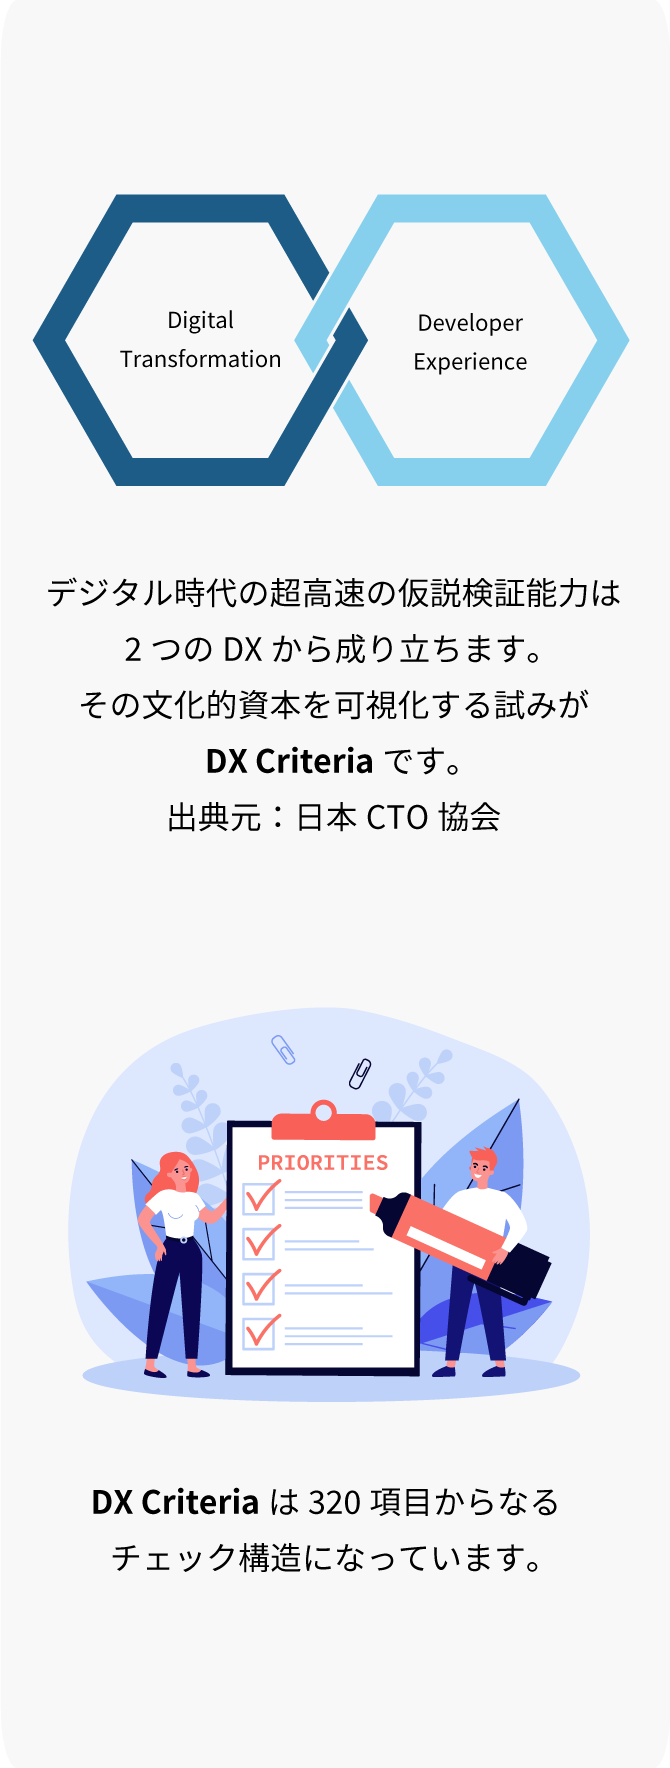 Digital
Transformation
Developer
Experience
デジタル時代の超高速の仮説検証能力は
2 つの DX から成り立ちます。
その文化的資本を可視化する試みが
DX Criteria です。
出典元：日本 CTO 協会
PRIORITIES
DX Criteria は 320 項目からなる
チェック構造になっています。